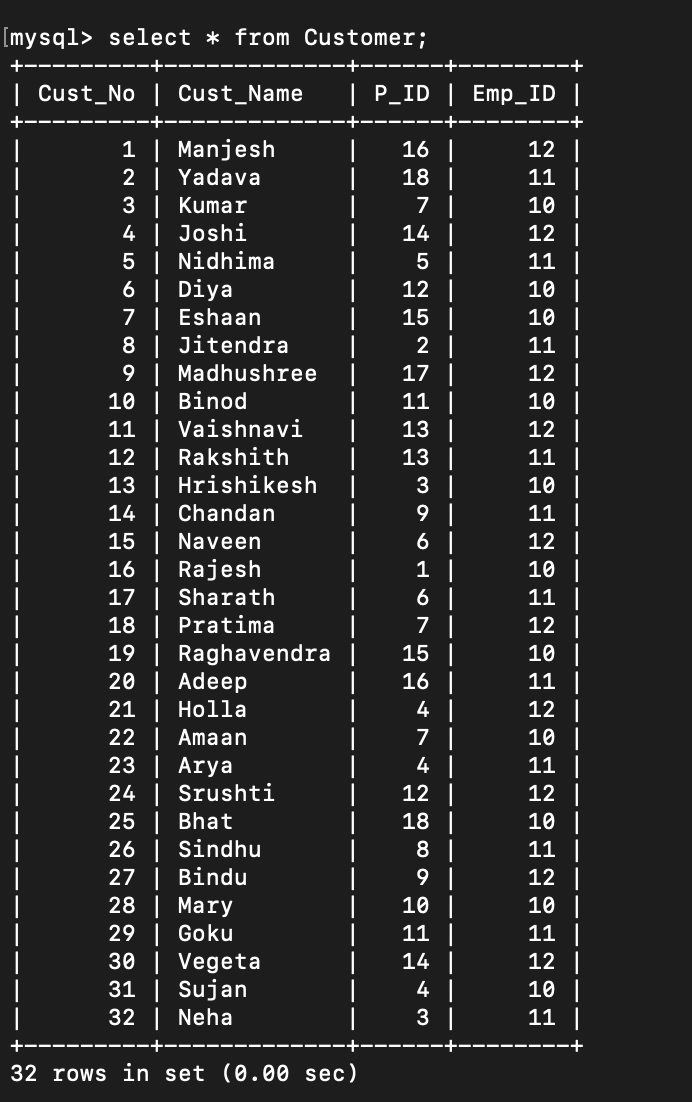 [mysql> select * from Customer;
+---------+-------------+------+--------+
| Cust_No | Cust_Name   | P_ID | Emp_ID |
+---------+-------------+------+--------+
|       1 | Manjesh     |   16 |     12 |
|       2 | Yadava      |   18 |     11 |
|       3 | Kumar       |    7 |     10 |
|       4 | Joshi       |   14 |     12 |
|       5 | Nidhima     |    5 |     11 |
|       6 | Diya        |   12 |     10 |
|       7 | Eshaan      |   15 |     10 |
|       8 | Jitendra    |    2 |     11 |
|       9 | Madhushree  |   17 |     12 |
|      10 | Binod       |   11 |     10 |
|      11 | Vaishnavi   |   13 |     12 |
|      12 | Rakshith    |   13 |     11 |
|      13 | Hrishikesh  |    3 |     10 |
|      14 | Chandan     |    9 |     11 |
|      15 | Naveen      |    6 |     12 |
|      16 | Rajesh      |    1 |     10 |
|      17 | Sharath     |    6 |     11 |
|      18 | Pratima     |    7 |     12 |
|      19 | Raghavendra |   15 |     10 |
|      20 | Adeep       |   16 |     11 |
|      21 | Holla       |    4 |     12 |
|      22 | Amaan       |    7 |     10 |
|      23 | Arya        |    4 |     11 |
|      24 | Srushti     |   12 |     12 |
|      25 | Bhat        |   18 |     10 |
|      26 | Sindhu      |    8 |     11 |
|      27 | Bindu       |    9 |     12 |
|      28 | Mary        |   10 |     10 |
|      29 | Goku        |   11 |     11 |
|      30 | Vegeta      |   14 |     12 |
|      31 | Sujan       |    4 |     10 |
|      32 | Neha        |    3 |     11 |
+---------+-------------+------+--------+
32 rows in set (0.00 sec)